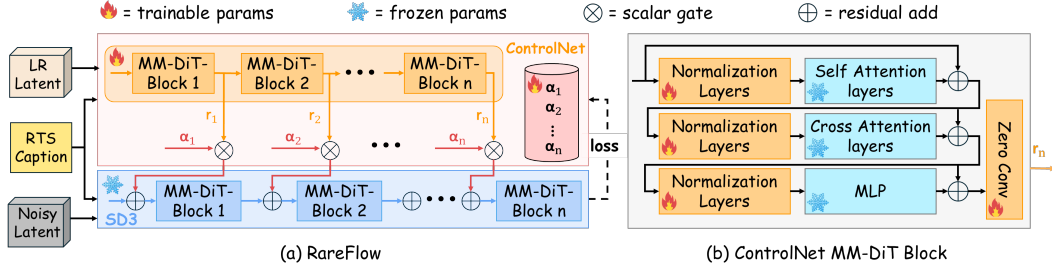 = trainable params = frozen params = scalar gate = residual add
LR
Latent
RTS
Caption
Noisy
Latent
ControlNet
MM-DiT-
Block 1
MM-DiT-
Block 2
MM-DiT-
Block n
r1
r2
rn
α1
α2
αn
α1
α2
⋮
αn
loss
SD3
MM-DiT-
Block 1
MM-DiT-
Block 2
MM-DiT-
Block n
(a) RareFlow
Normalization
Layers
Self Attention
layers
Normalization
Layers
Cross Attention
layers
Normalization
Layers
MLP
Zero Conv
rn
(b) ControlNet MM-DiT Block